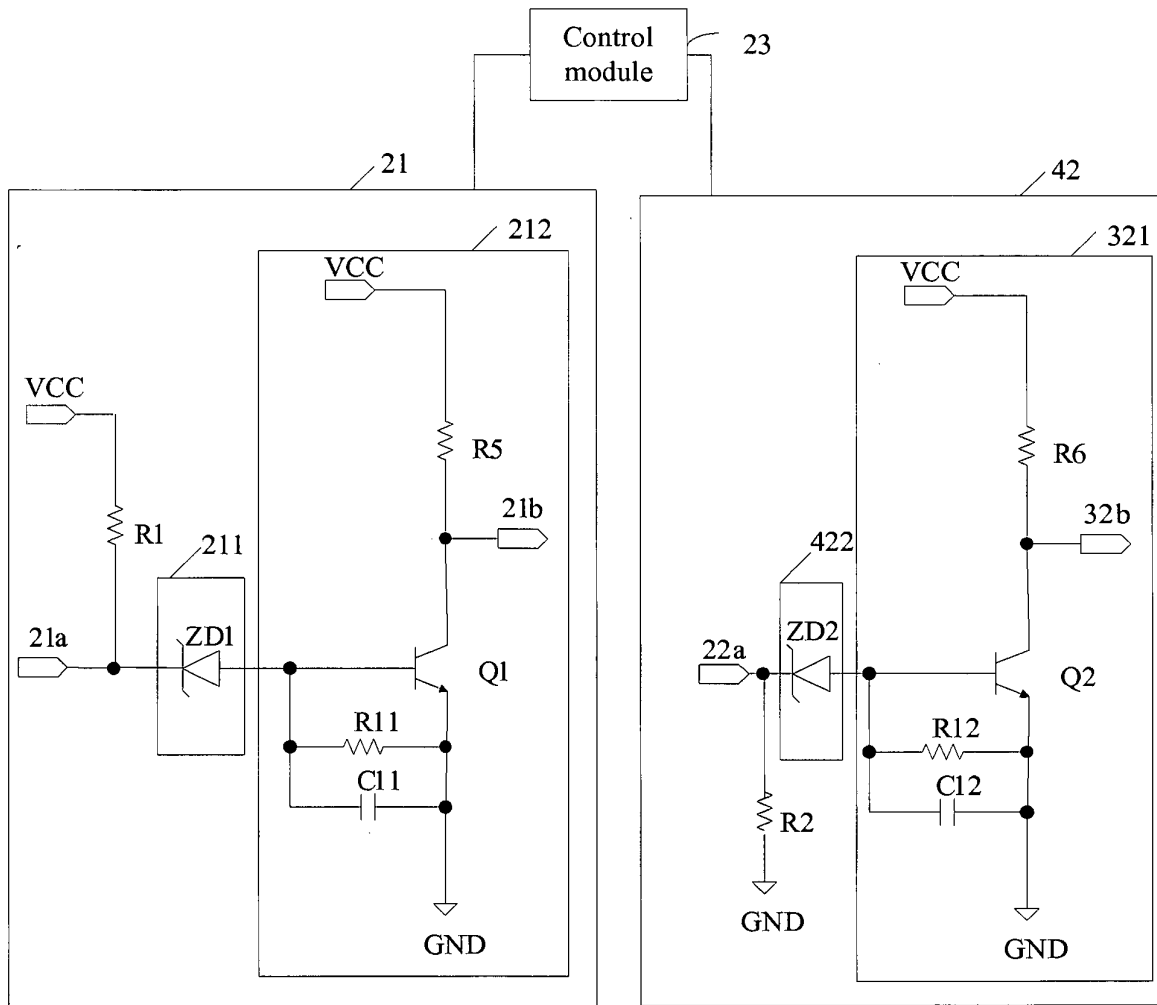 Control
module
23
21
42
212
321
VCC
VCC
VCC
R5
R6
21b
32b
R1
211
422
21a
ZD1
22a
ZD2
Q1
Q2
R11
R12
C11
C12
R2
GND
GND
GND